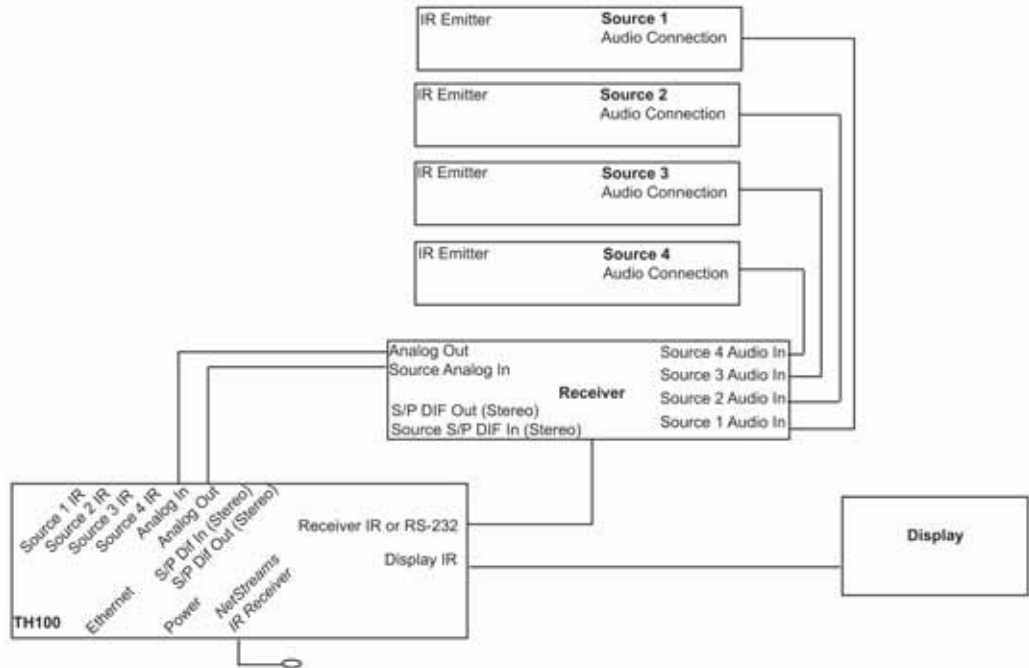 IR Emitter Source 1
Audio Connection
IR Emitter Source 2
Audio Connection
IR Emitter Source 3
Audio Connection
IR Emitter Source 4
Audio Connection
Analog Out
Source Analog In
Receiver
S/P DIF Out (Stereo)
Source S/P DIF In (Stereo)
Source 4 Audio In
Source 3 Audio In
Source 2 Audio In
Source 1 Audio In
Source 1 IR
Source 2 IR
Source 3 IR
Source 4 IR
Analog In
Analog Out
S/P Dif In (Stereo)
S/P Dif Out (Stereo)
Receiver IR or RS-232
Display IR
TH100
Ethernet
Power
NetStreams
IR Receiver
Display